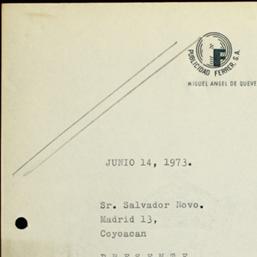 PUBLICIDAD FERRER, S.A.
MIGUEL ANGEL DE QUEVE
JUNIO 14, 1973.
Sr. Salvador Novo.
Madrid 13,
Coyoacan
P R E S E N T E